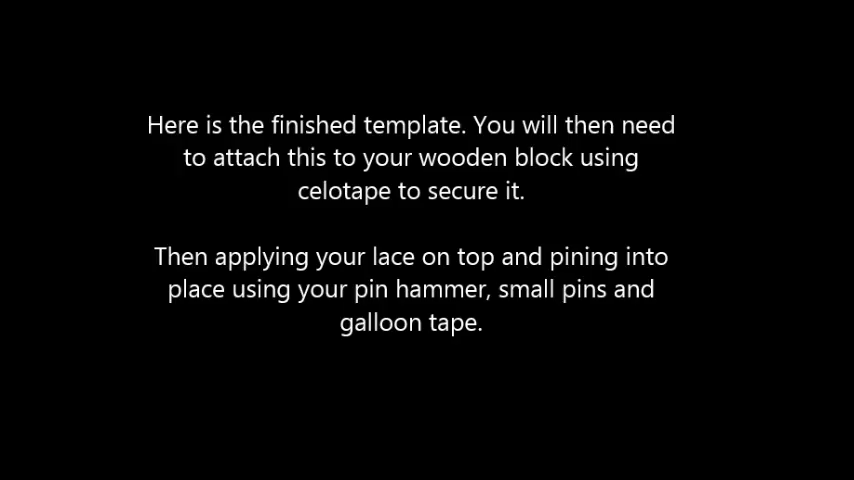 Here is the finished template. You will then need
to attach this to your wooden block using
celotape to secure it.
Then applying your lace on top and pining into
place using your pin hammer, small pins and
galloon tape.